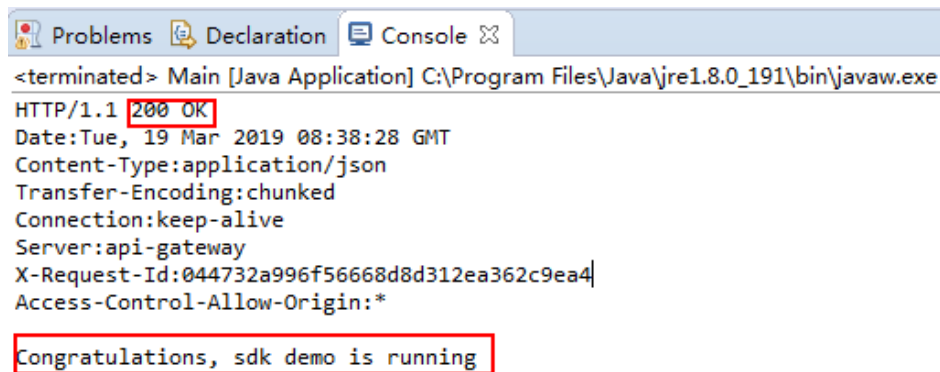 Problems Declaration Console
<terminated> Main [Java Application] C:\Program Files\Java\jre1.8.0_191\bin\javaw.exe
HTTP/1.1 200 OK
Date:Tue, 19 Mar 2019 08:38:28 GMT
Content-Type:application/json
Transfer-Encoding:chunked
Connection:keep-alive
Server:api-gateway
X-Request-Id:044732a996f56668d8d312ea362c9ea4
Access-Control-Allow-Origin:*
Congratulations, sdk demo is running